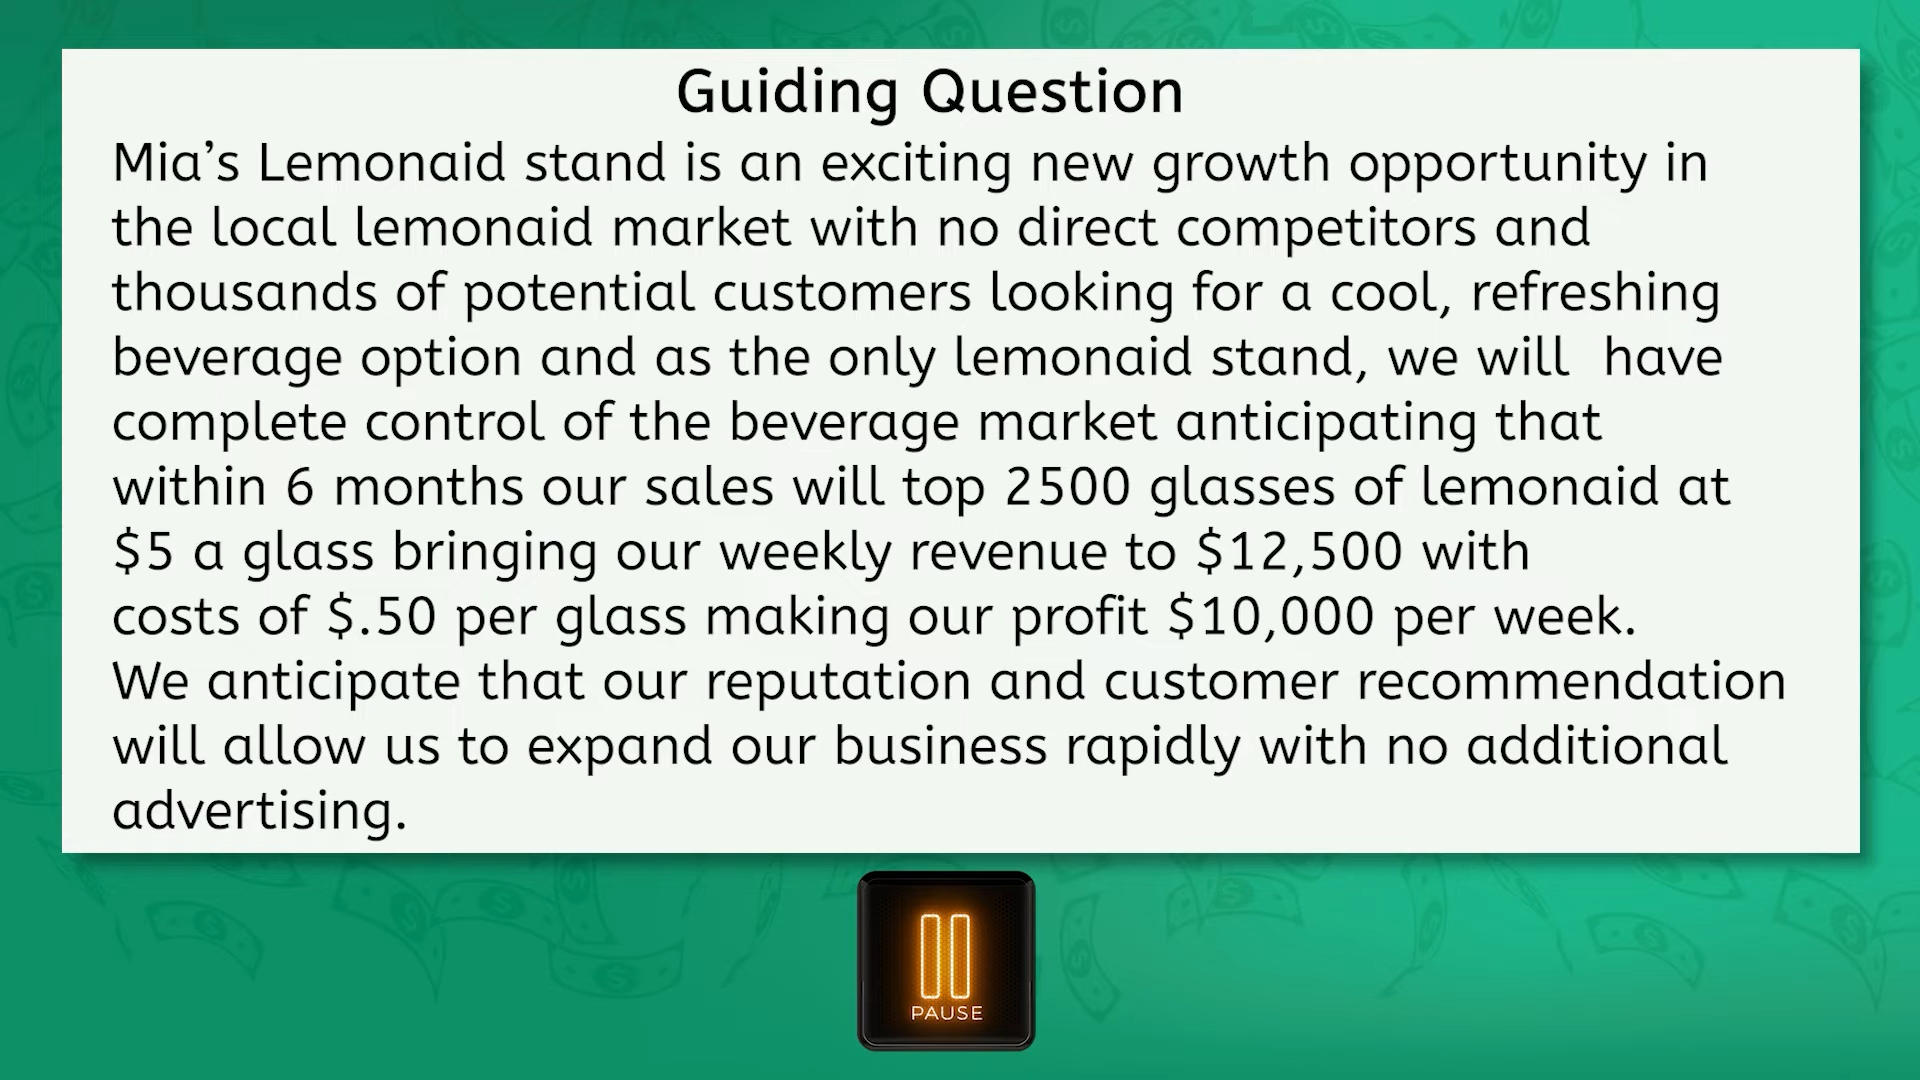 Guiding Question
Mia’s Lemonaid stand is an exciting new growth opportunity in
the local lemonaid market with no direct competitors and
thousands of potential customers looking for a cool, refreshing
beverage option and as the only lemonaid stand, we will  have
complete control of the beverage market anticipating that
within 6 months our sales will top 2500 glasses of lemonaid at
$5 a glass bringing our weekly revenue to $12,500 with
costs of $.50 per glass making our profit $10,000 per week.
We anticipate that our reputation and customer recommendation
will allow us to expand our business rapidly with no additional
advertising.
PAUSE